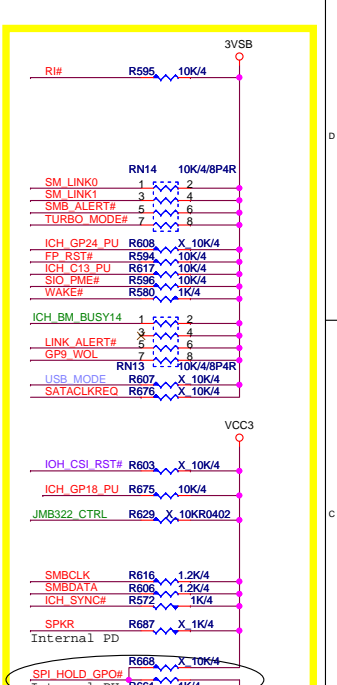 3VSB
RI# R595 10K/4
D
RN14 10K/4/8P4R
SM_LINK0 1 2
SM_LINK1 3 4
SMB_ALERT# 5 6
TURBO_MODE# 7 8
ICH_GP24_PU R608 X_10K/4
FP_RST# R594 10K/4
ICH_C13_PU R617 10K/4
SIO_PME# R596 10K/4
WAKE# R580 1K/4
ICH_BM_BUSY14 1 2
3 4
LINK_ALERT# 5 6
GP9_WOL 7 8
RN13 10K/4/8P4R
USB_MODE R607 X_10K/4
SATACLKREQ R676 X_10K/4
VCC3
IOH_CSI_RST# R603 X_10K/4
ICH_GP18_PU R675 10K/4
JMB322_CTRL R629 X_10KR0402
C
SMBCLK R616 1.2K/4
SMBDATA R606 1.2K/4
ICH_SYNC# R572 1K/4
SPKR R687 X_1K/4
Internal PD
R668 X_10K/4
SPI_HOLD_GPO#